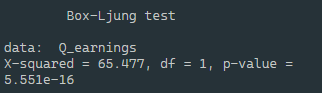 Box-Ljung test
data:  Q_earnings
X-squared = 65.477, df = 1, p-value =
5.551e-16